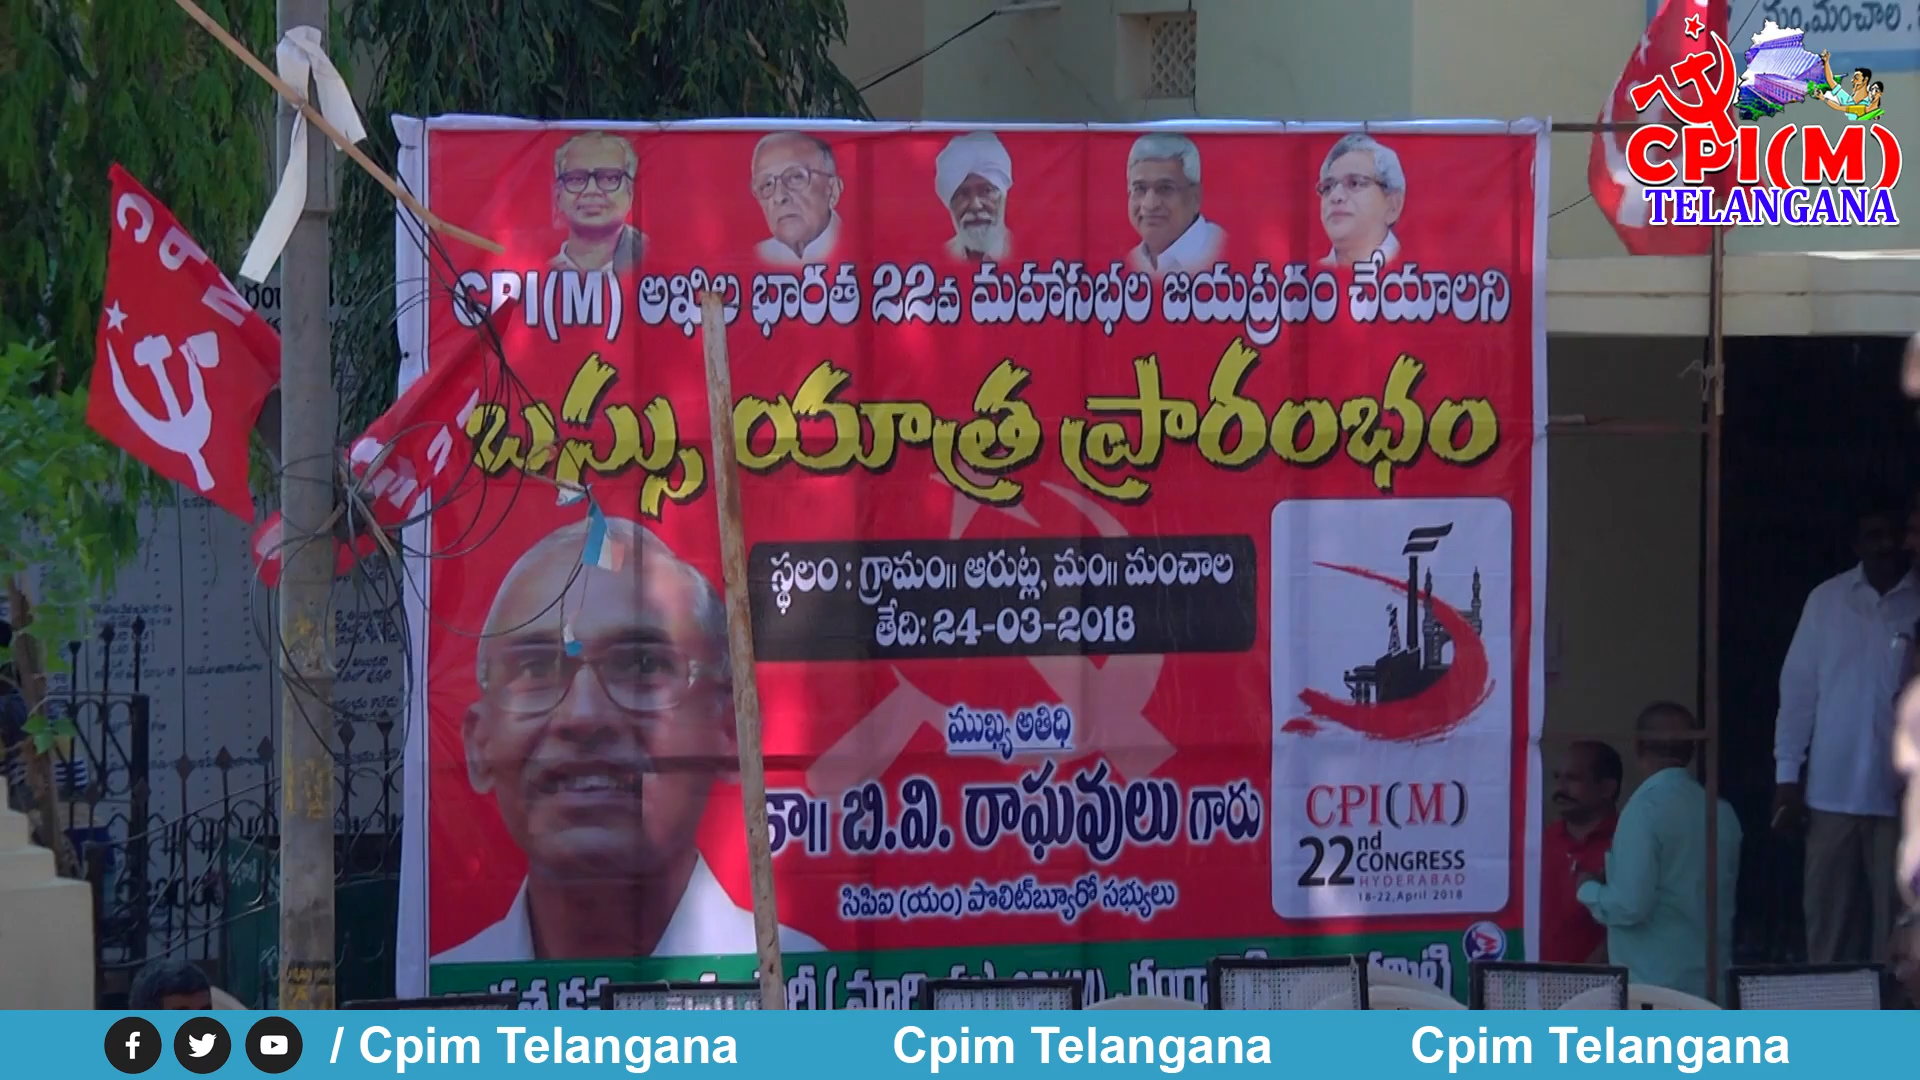 మం.మంచాల.
CPI(M)
TELANGANA
CPM
CPI(M) అఖిల భారత 22వ మహాసభల జయప్రదం చేయాలని
బస్సు యాత్ర ప్రారంభం
స్థలం : గ్రామం॥ ఆరుట్ల, మం॥ మంచాల
తేది: 24-03-2018
ముఖ్య అతిథి
కా॥ బి.వి. రాఘవులు గారు
సిపిఐ (యం) పొలిట్‌బ్యూరో సభ్యులు
CPI(M)
22nd CONGRESS
HYDERABAD
18-22, April 2018
/ Cpim Telangana Cpim Telangana Cpim Telangana